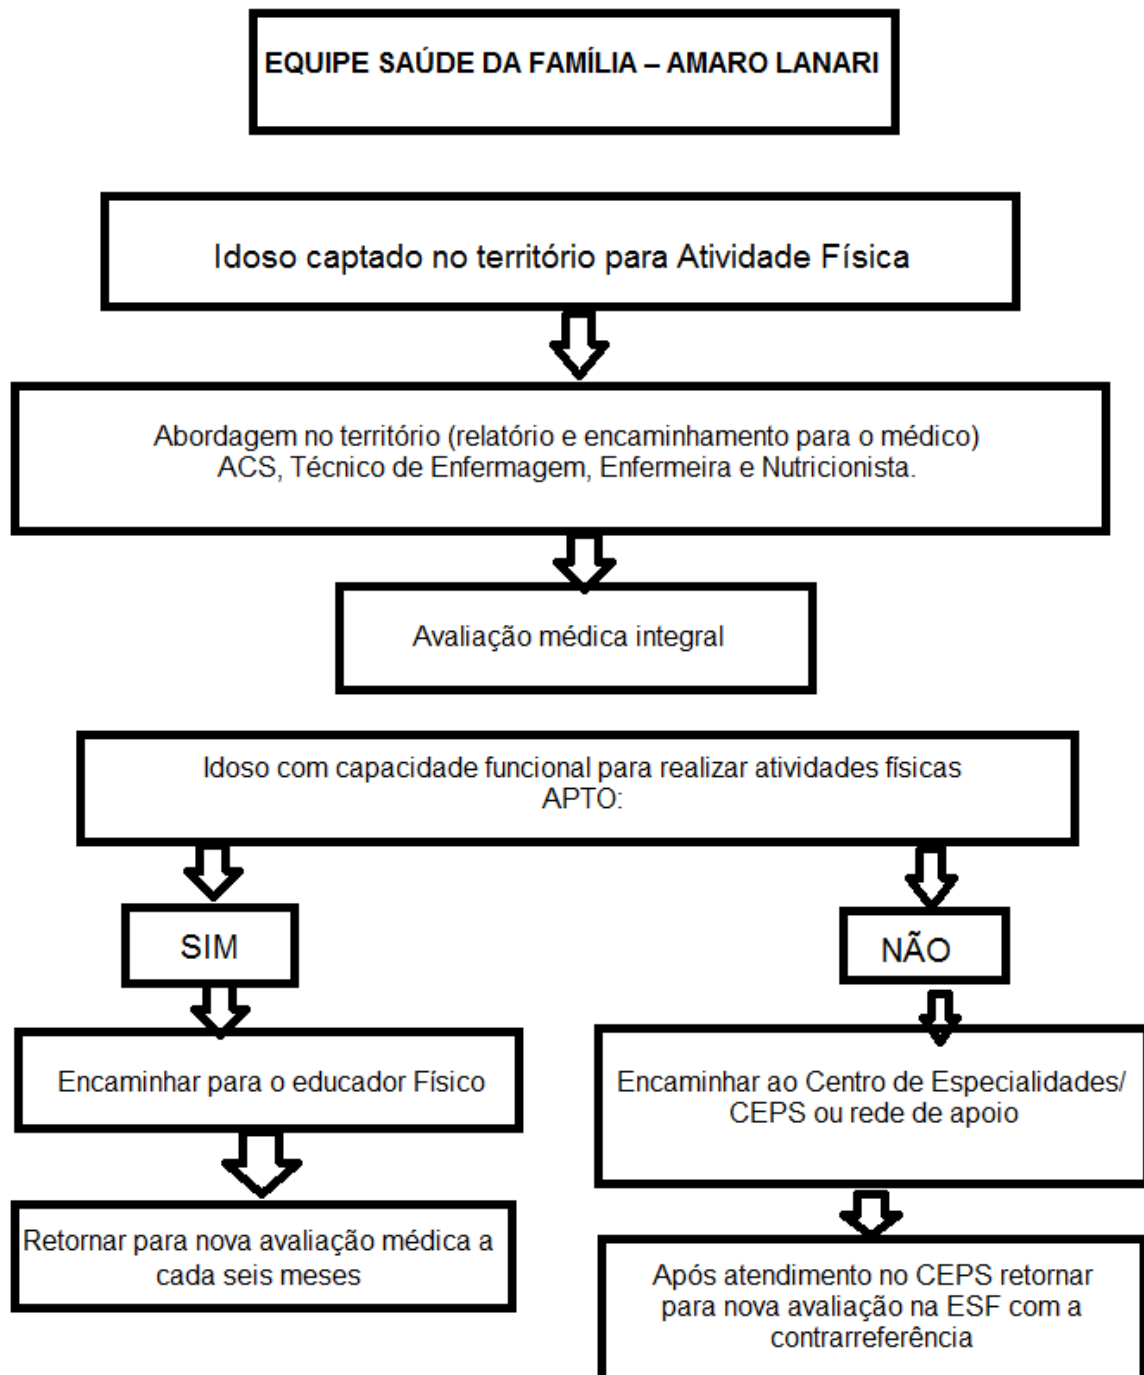 EQUIPE SAÚDE DA FAMÍLIA – AMARO LANARI
Idoso captado no território para Atividade Física
Abordagem no território (relatório e encaminhamento para o médico)
ACS, Técnico de Enfermagem, Enfermeira e Nutricionista.
Avaliação médica integral
Idoso com capacidade funcional para realizar atividades físicas
APTO:
SIM
NÃO
Encaminhar para o educador Físico
Encaminhar ao Centro de Especialidades/
CEPS ou rede de apoio
Retornar para nova avaliação médica a
cada seis meses
Após atendimento no CEPS retornar
para nova avaliação na ESF com a
contrarreferência